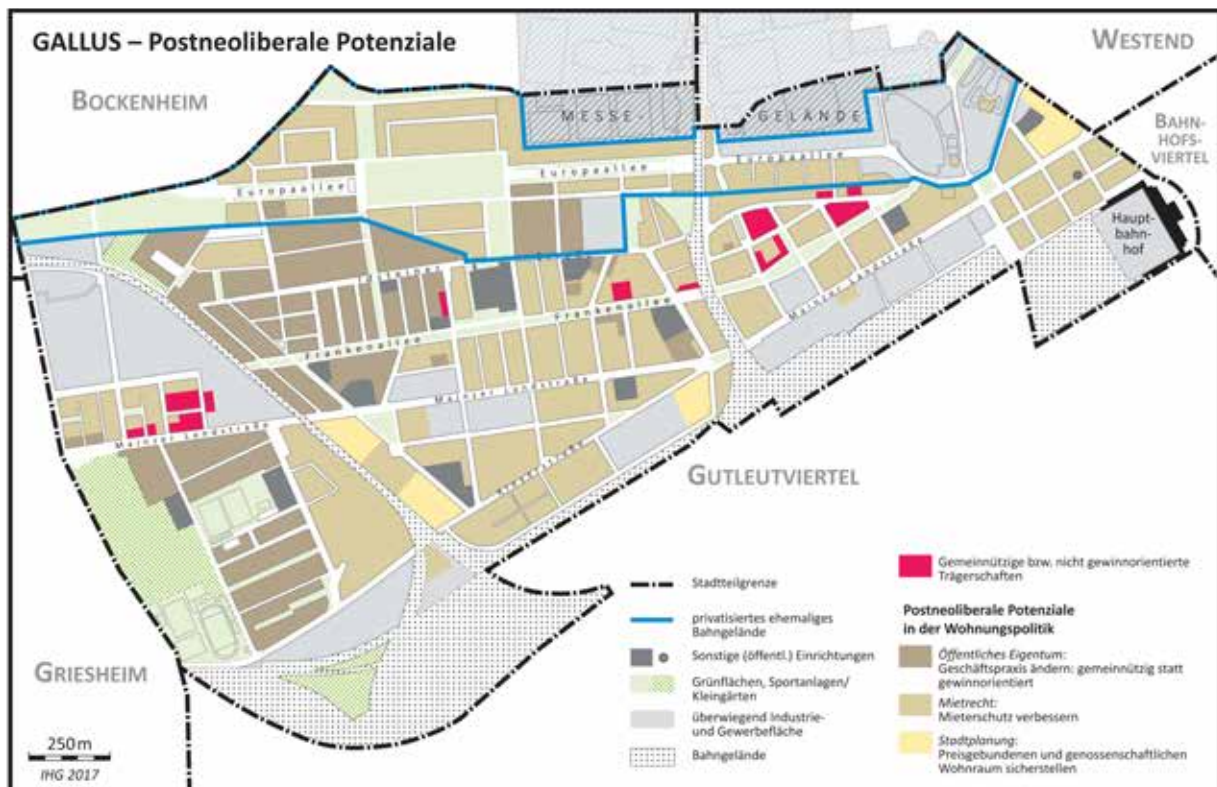 GALLUS – Postneoliberale Potenziale
WESTEND
BOCKENHEIM
BAHN-
HOFS-
VIERTEL
MESSE-
GELÄNDE
Europaallee
Europaallee
Europaallee
Haupt-
bahn-
hof
Mainzer Landstraße
Frankenallee
Frankenallee
Mainzer Landstraße
Mainzer Landstraße
GUTLEUTVIERTEL
GRIESHEIM
Stadtteilgrenze
privatisiertes ehemaliges
Bahngelände
Sonstige (öffentl.) Einrichtungen
Grünflächen, Sportanlagen/
Kleingärten
überwiegend Industrie-
und Gewerbefläche
Bahngelände
Gemeinnützige bzw. nicht gewinnorientierte
Trägerschaften
Postneoliberale Potenziale
in der Wohnungspolitik
Öffentliches Eigentum:
Geschäftspraxis ändern: gemeinnützig statt
gewinnorientiert
Mietrecht:
Mieterschutz verbessern
Stadtplanung:
Preisgebundenen und genossenschaftlichen
Wohnraum sicherstellen
250 m
IHG 2017